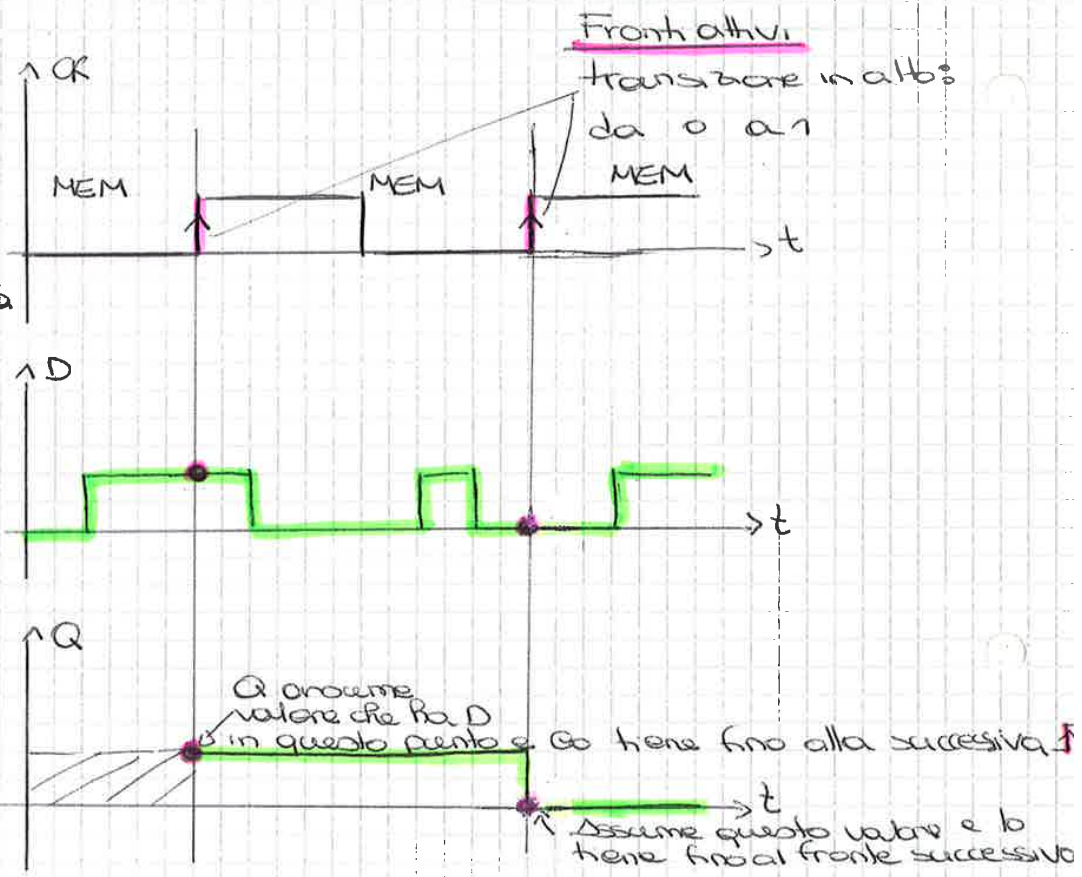 Fronti attivi
CK
transizione in alto:
da 0 a 1
MEM
MEM
MEM
t
a
D
t
Q
Q assume
valore che ha D
in questo punto e lo tiene fino alla successiva
t
Assume questo valore e lo
tiene fino al fronte successivo